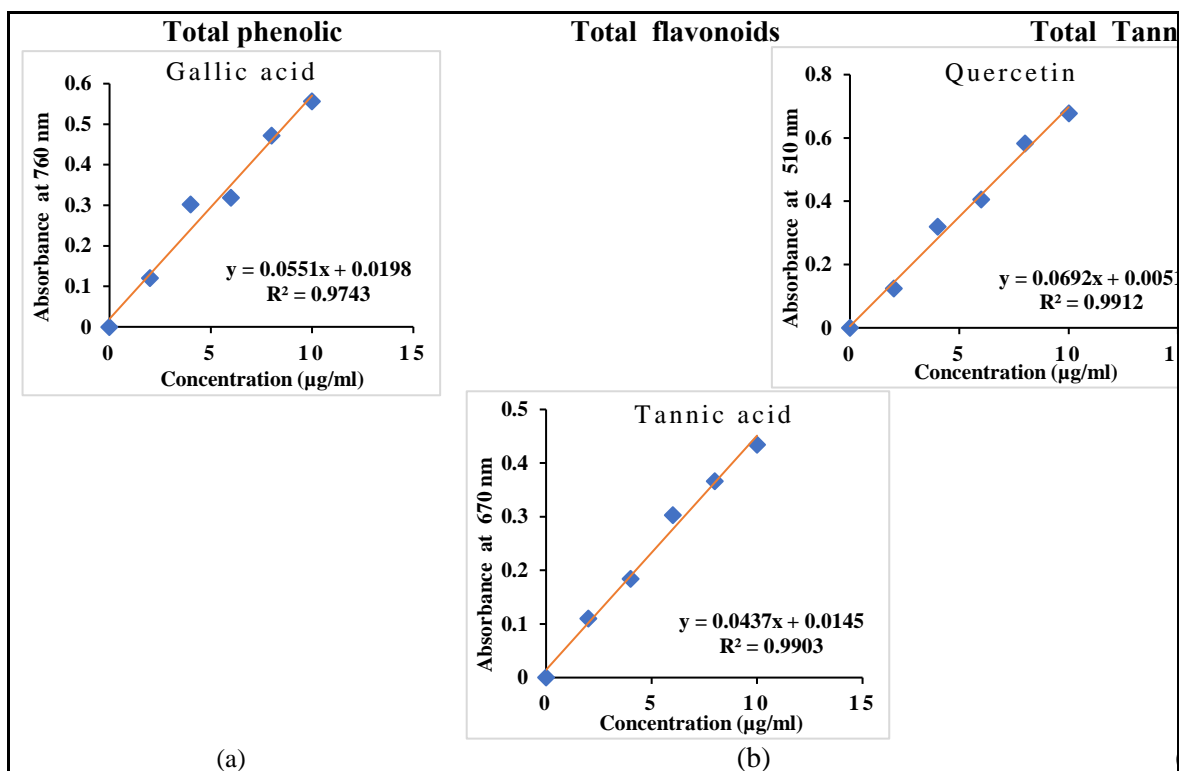 Total phenolic Total flavonoids Total Tann
Gallic acid
0.6
0.5
0.4
0.3
0.2
0.1
0
Absorbance at 760 nm
y = 0.0551x + 0.0198
R² = 0.9743
0 5 10 15
Concentration (µg/ml)
Quercetin
0.8
0.6
0.4
0.2
0
Absorbance at 510 nm
y = 0.0692x + 0.0051
R² = 0.9912
0 5 10 1
Concentration (µg/ml)
Tannic acid
0.5
0.4
0.3
0.2
0.1
0
Absorbance at 670 nm
y = 0.0437x + 0.0145
R² = 0.9903
0 5 10 15
Concentration (µg/ml)
(a) (b)